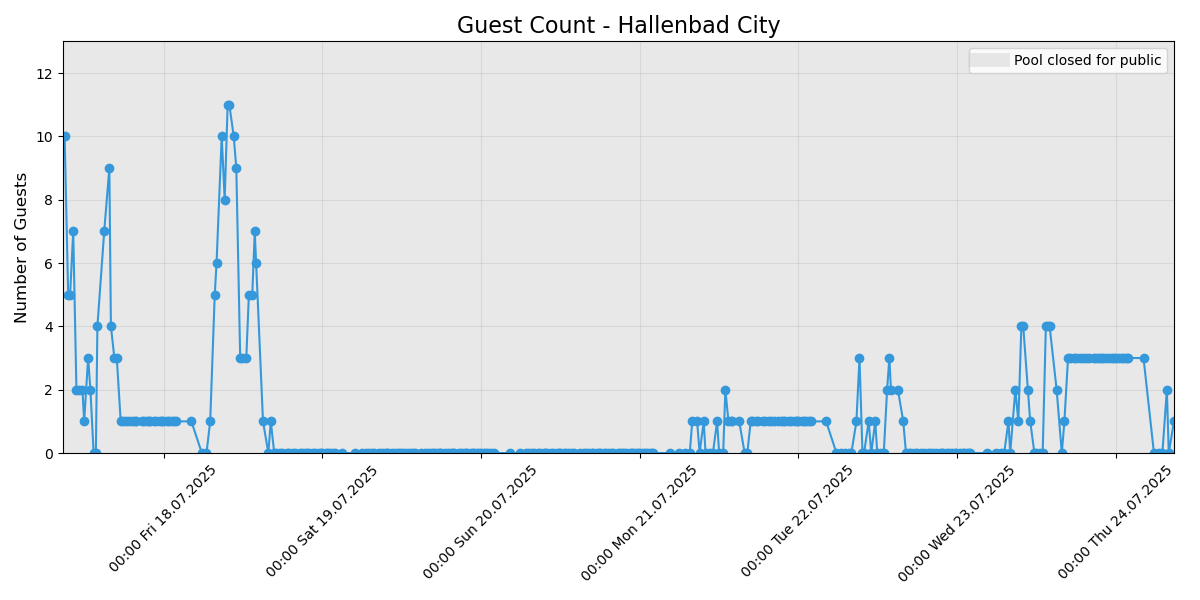 Guest Count - Hallenbad City
Pool closed for public
Number of Guests
12
10
8
6
4
2
0
00:00 Fri 18.07.2025
00:00 Sat 19.07.2025
00:00 Sun 20.07.2025
00:00 Mon 21.07.2025
00:00 Tue 22.07.2025
00:00 Wed 23.07.2025
00:00 Thu 24.07.2025